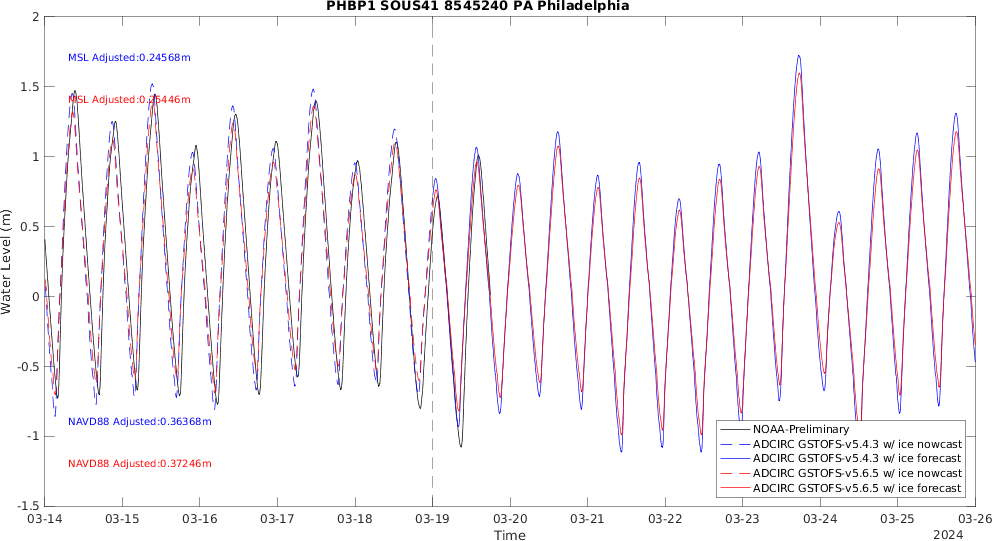 PHBP1 SOUS41 8545240 PA Philadelphia
2
1.5
1
0.5
0
-0.5
-1
-1.5
Water Level (m)
MSL Adjusted:0.24568m
MSL Adjusted:0.25446m
NAVD88 Adjusted:0.36368m
NAVD88 Adjusted:0.37246m
NOAA-Preliminary
ADCIRC GSTOFS-v5.4.3 w/ ice nowcast
ADCIRC GSTOFS-v5.4.3 w/ ice forecast
ADCIRC GSTOFS-v5.6.5 w/ ice nowcast
ADCIRC GSTOFS-v5.6.5 w/ ice forecast
03-14 03-15 03-16 03-17 03-18 03-19 03-20 03-21 03-22 03-23 03-24 03-25 03-26
Time
2024